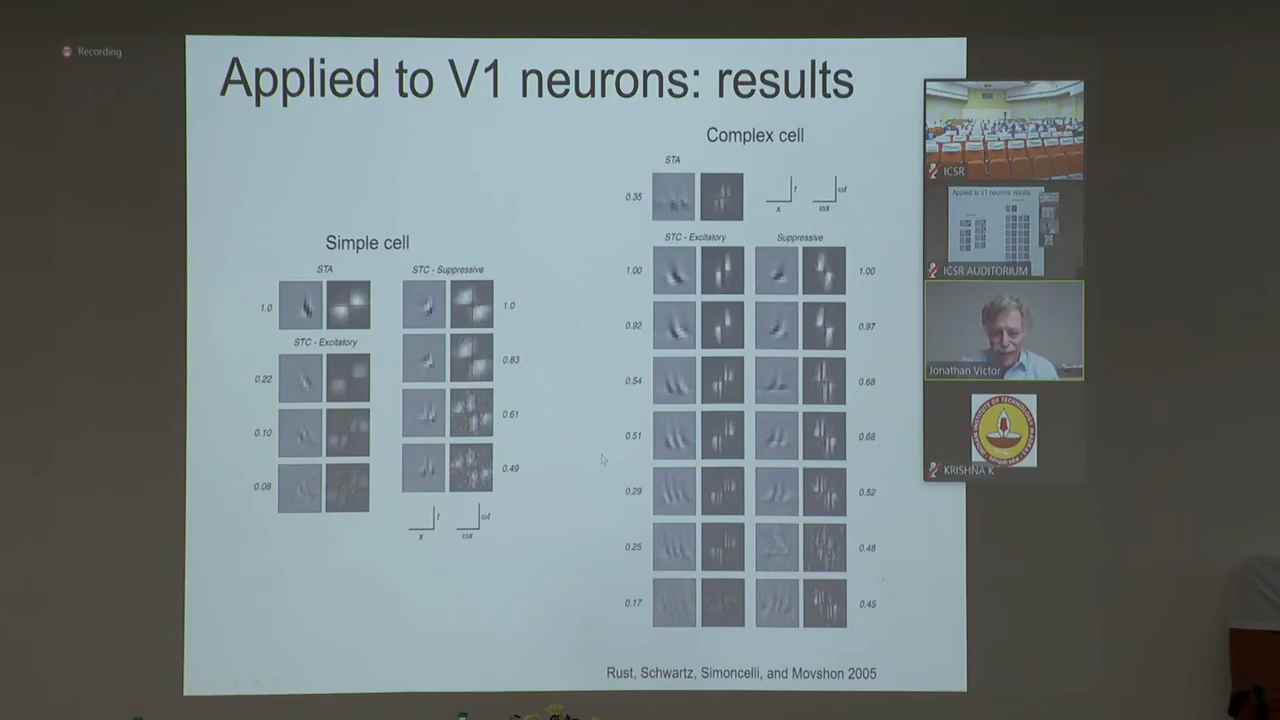 Recording
Applied to V1 neurons: results
Simple cell
STA
STC - Suppressive
1.0
1.0
STC - Excitatory
0.83
0.22
0.61
0.10
0.49
0.08
t
x
ωt
ωx
Complex cell
STA
0.35
t
x
ωt
ωx
STC - Excitatory
Suppressive
1.00
1.00
0.92
0.97
0.54
0.68
0.51
0.68
0.29
0.52
0.25
0.48
0.17
0.45
Rust, Schwartz, Simoncelli, and Movshon 2005
ICSR
Applied to V1 neurons: results
ICSR AUDITORIUM
Jonathan Victor
KRISHNA K